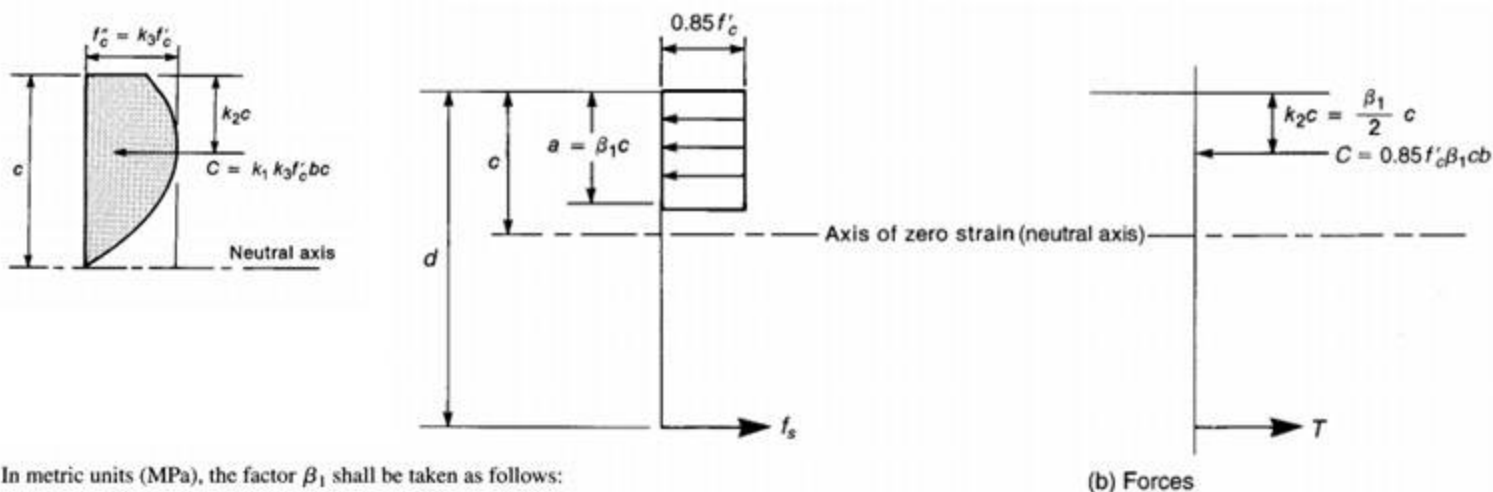 f″c = k3f′c
c
k2c
C = k1 k3f′c bc
Neutral axis
0.85f′c
d
c
a = β1c
Axis of zero strain (neutral axis)
fs
k2c = β1/2 c
C = 0.85f′cβ1cb
T
(b) Forces
In metric units (MPa), the factor β1 shall be taken as follows: